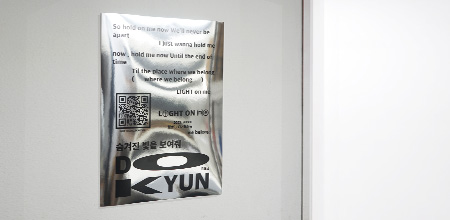 So hold on me now We'll never be
apart
I just wanna hold me
now, hold me now Until the end of
time
Til the place where we belong
( where we belong )
LIGHT on me
LIGHT ON ME
we belong
숨겨진 빛을 보여줘
DO
KYUN